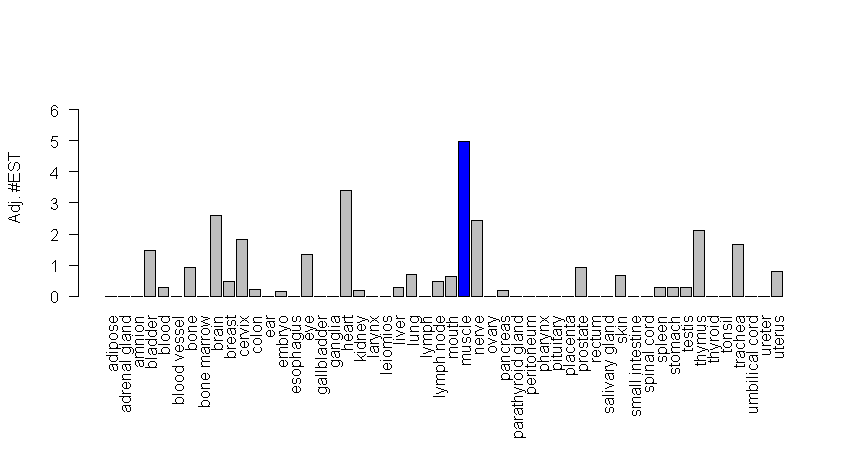 6
5
4
3
2
1
0
Adj. #EST
adipose
adrenal gland
amnion
bladder
blood
blood vessel
bone
bone marrow
brain
breast
cervix
colon
ear
embryo
esophagus
eye
gallbladder
ganglia
heart
kidney
larynx
leiomios
liver
lung
lymph
lymph node
mouth
muscle
nerve
ovary
pancreas
parathyroid gland
peritoneum
pharynx
pituitary
placenta
prostate
rectum
salivary gland
skin
small intestine
spinal cord
spleen
stomach
testis
thymus
thyroid
tonsil
trachea
umbilical cord
ureter
uterus